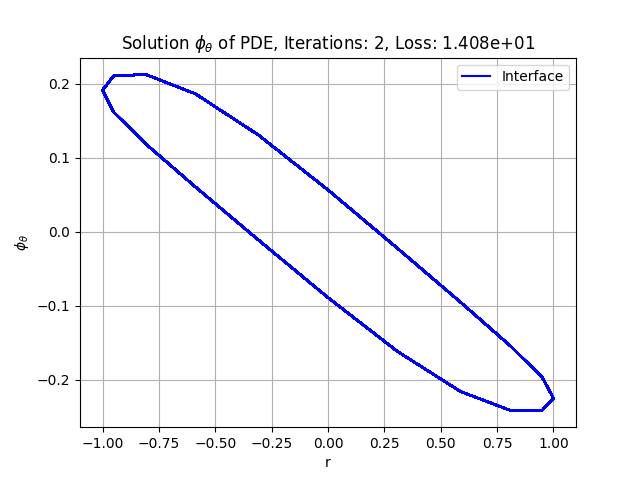 Solution ϕ_θ of PDE, Iterations: 2, Loss: 1.408e+01
Interface
0.2
0.1
0.0
−0.1
−0.2
ϕ_θ
−1.00 −0.75 −0.50 −0.25 0.00 0.25 0.50 0.75 1.00
r